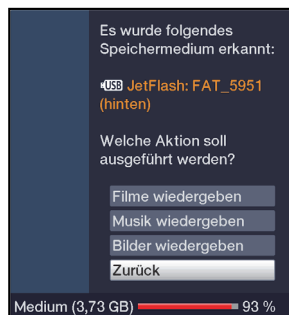 Es wurde folgendes
Speichermedium erkannt:
USB JetFlash: FAT_5951
(hinten)
Welche Aktion soll
ausgeführt werden?
Filme wiedergeben
Musik wiedergeben
Bilder wiedergeben
Zurück
Medium (3,73 GB) 93 %